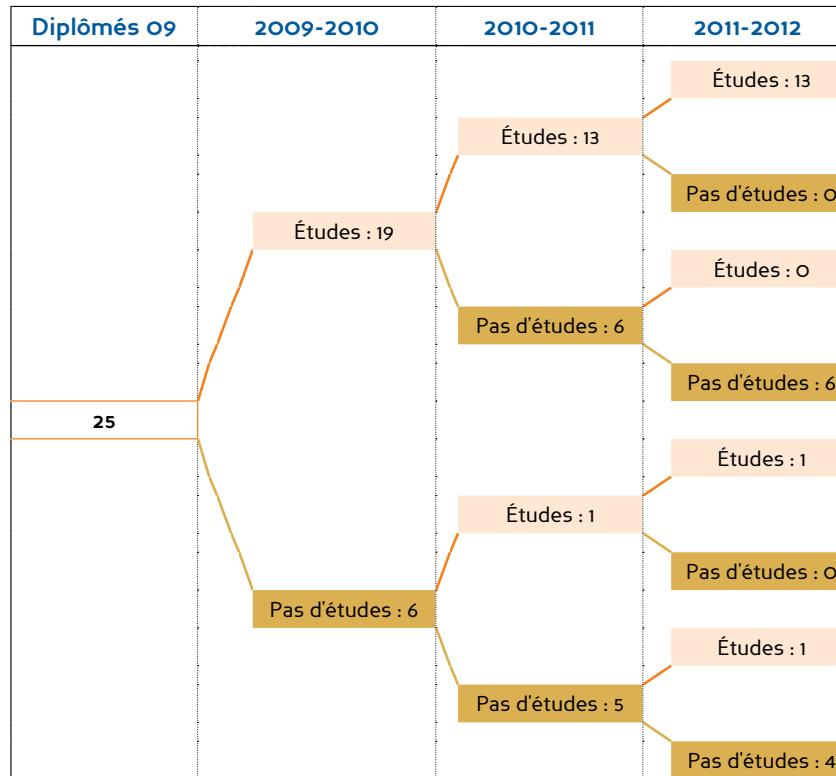 Diplômés 09 2009-2010 2010-2011 2011-2012
Études : 13
Études : 13
Pas d'études : 0
Études : 19
Études : 0
Pas d'études : 6
Pas d'études : 6
25
Études : 1
Études : 1
Pas d'études : 0
Pas d'études : 6
Études : 1
Pas d'études : 5
Pas d'études : 4